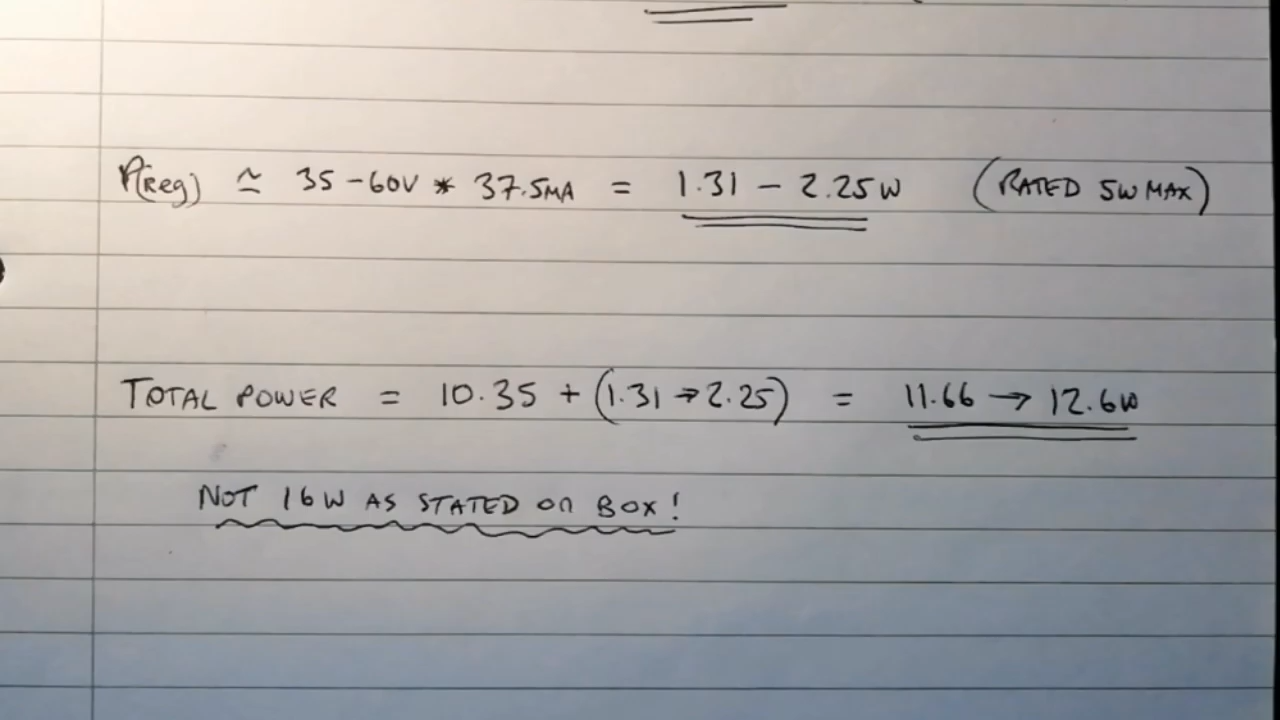 P(Reg) ≃ 35 - 60V * 37.5MA = 1.31 - 2.25W (RATED 5W MAX)
TOTAL POWER = 10.35 + (1.31 → 2.25) = 11.66 → 12.6W
NOT 16W AS STATED ON BOX!